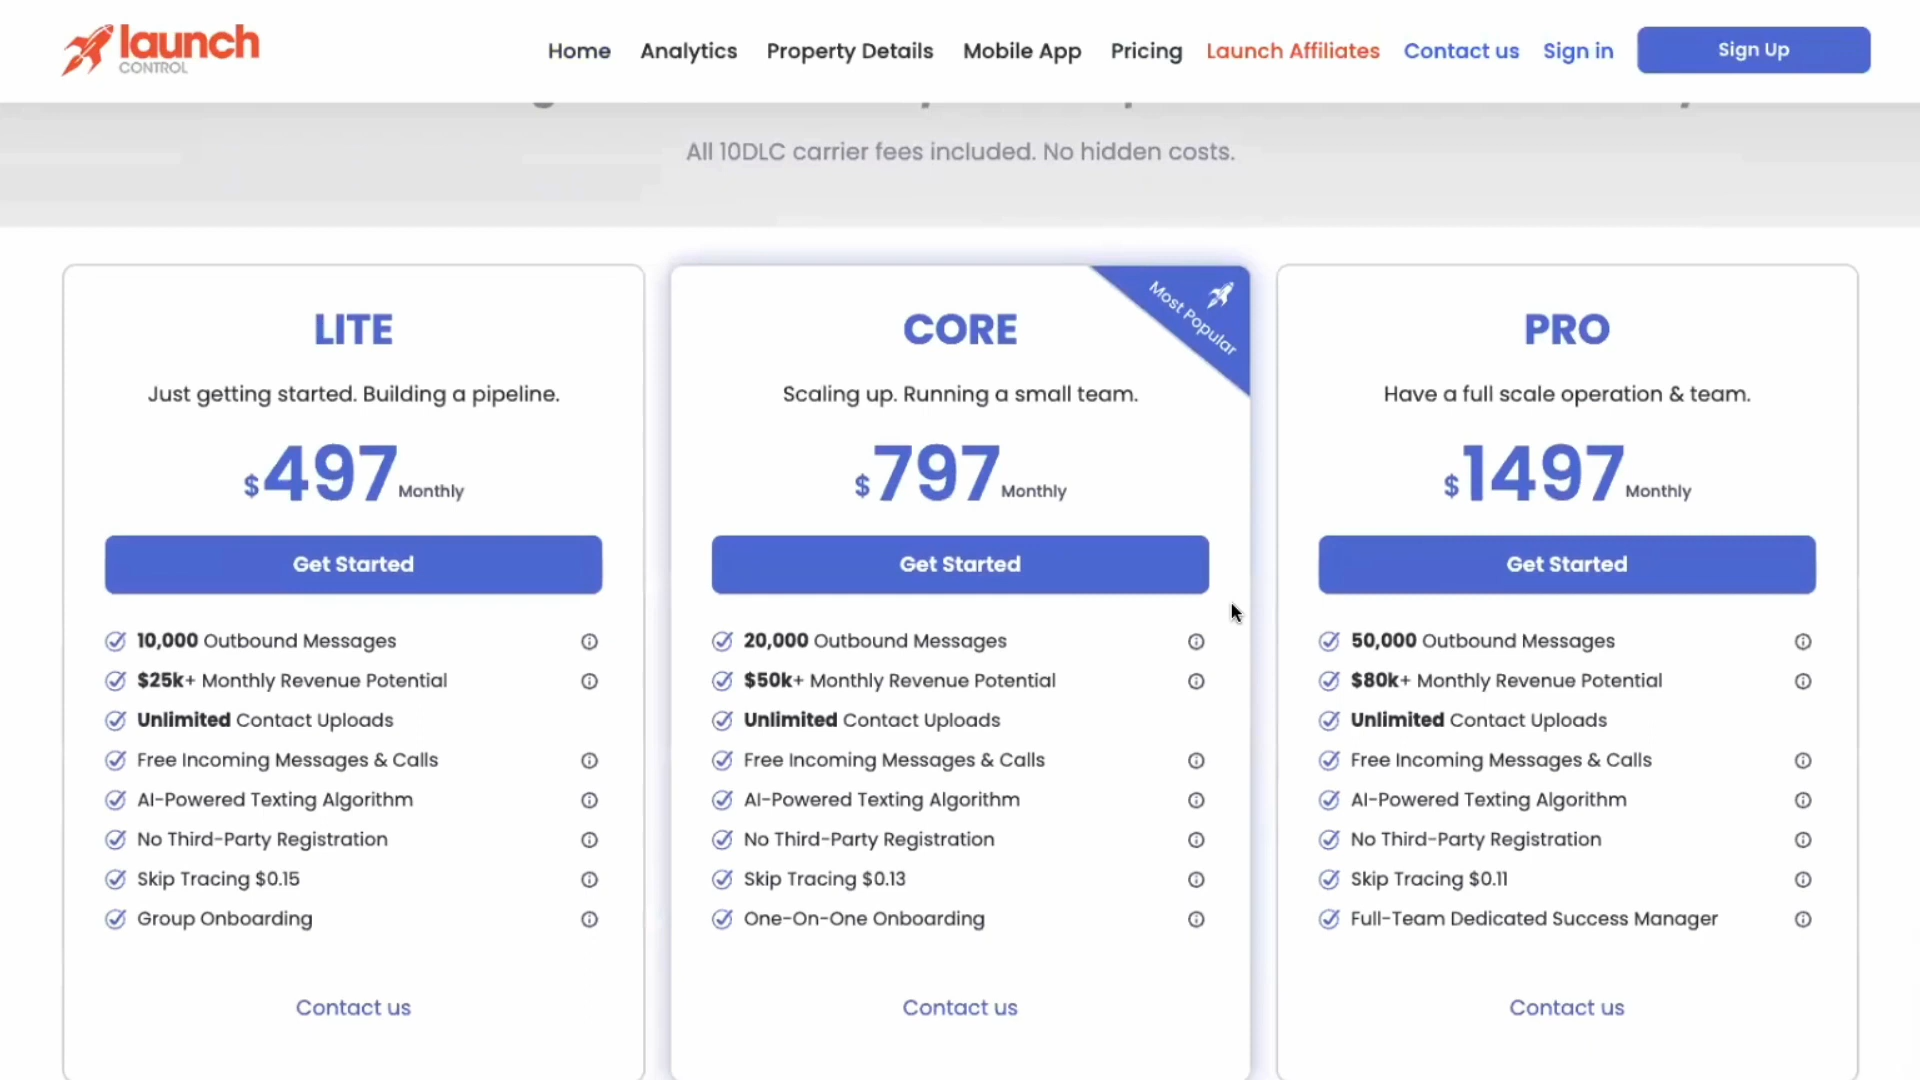 launch
CONTROL
Home
Analytics
Property Details
Mobile App
Pricing
Launch Affiliates
Contact us
Sign in
Sign Up
All 10DLC carrier fees included. No hidden costs.
LITE
Just getting started. Building a pipeline.
$497 Monthly
Get Started
10,000 Outbound Messages
$25k+ Monthly Revenue Potential
Unlimited Contact Uploads
Free Incoming Messages & Calls
AI-Powered Texting Algorithm
No Third-Party Registration
Skip Tracing $0.15
Group Onboarding
Contact us
Most Popular
CORE
Scaling up. Running a small team.
$797 Monthly
Get Started
20,000 Outbound Messages
$50k+ Monthly Revenue Potential
Unlimited Contact Uploads
Free Incoming Messages & Calls
AI-Powered Texting Algorithm
No Third-Party Registration
Skip Tracing $0.13
One-On-One Onboarding
Contact us
PRO
Have a full scale operation & team.
$1497 Monthly
Get Started
50,000 Outbound Messages
$80k+ Monthly Revenue Potential
Unlimited Contact Uploads
Free Incoming Messages & Calls
AI-Powered Texting Algorithm
No Third-Party Registration
Skip Tracing $0.11
Full-Team Dedicated Success Manager
Contact us